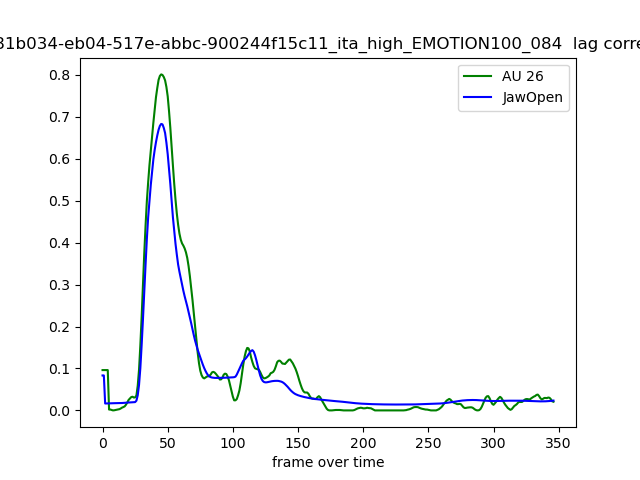 31b034-eb04-517e-abbc-900244f15c11_ita_high_EMOTION100_084 lag corre
AU 26
JawOpen
0.8
0.7
0.6
0.5
0.4
0.3
0.2
0.1
0.0
0 50 100 150 200 250 300 350
frame over time